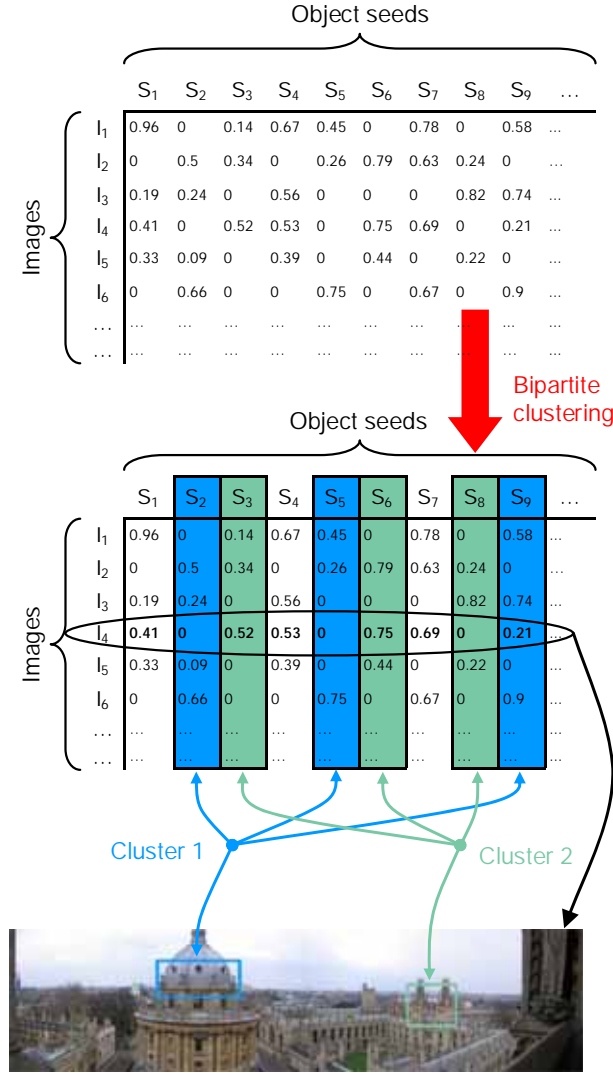 Object seeds
S1 S2 S3 S4 S5 S6 S7 S8 S9 ...
Images
I1 0.96 0 0.14 0.67 0.45 0 0.78 0 0.58 ...
I2 0 0.5 0.34 0 0.26 0.79 0.63 0.24 0 ...
I3 0.19 0.24 0 0.56 0 0 0 0.82 0.74 ...
I4 0.41 0 0.52 0.53 0 0.75 0.69 0 0.21 ...
I5 0.33 0.09 0 0.39 0 0.44 0 0.22 0 ...
I6 0 0.66 0 0 0.75 0 0.67 0 0.9 ...
... ... ... ... ... ... ... ... ... ... ...
... ... ... ... ... ... ... ... ... ... ...
Bipartite
clustering
Object seeds
S1 S2 S3 S4 S5 S6 S7 S8 S9 ...
Images
I1 0.96 0 0.14 0.67 0.45 0 0.78 0 0.58 ...
I2 0 0.5 0.34 0 0.26 0.79 0.63 0.24 0 ...
I3 0.19 0.24 0 0.56 0 0 0 0.82 0.74 ...
I4 0.41 0 0.52 0.53 0 0.75 0.69 0 0.21 ...
I5 0.33 0.09 0 0.39 0 0.44 0 0.22 0 ...
I6 0 0.66 0 0 0.75 0 0.67 0 0.9 ...
... ... ... ... ... ... ... ... ... ... ...
... ... ... ... ... ... ... ... ... ... ...
Cluster 1
Cluster 2